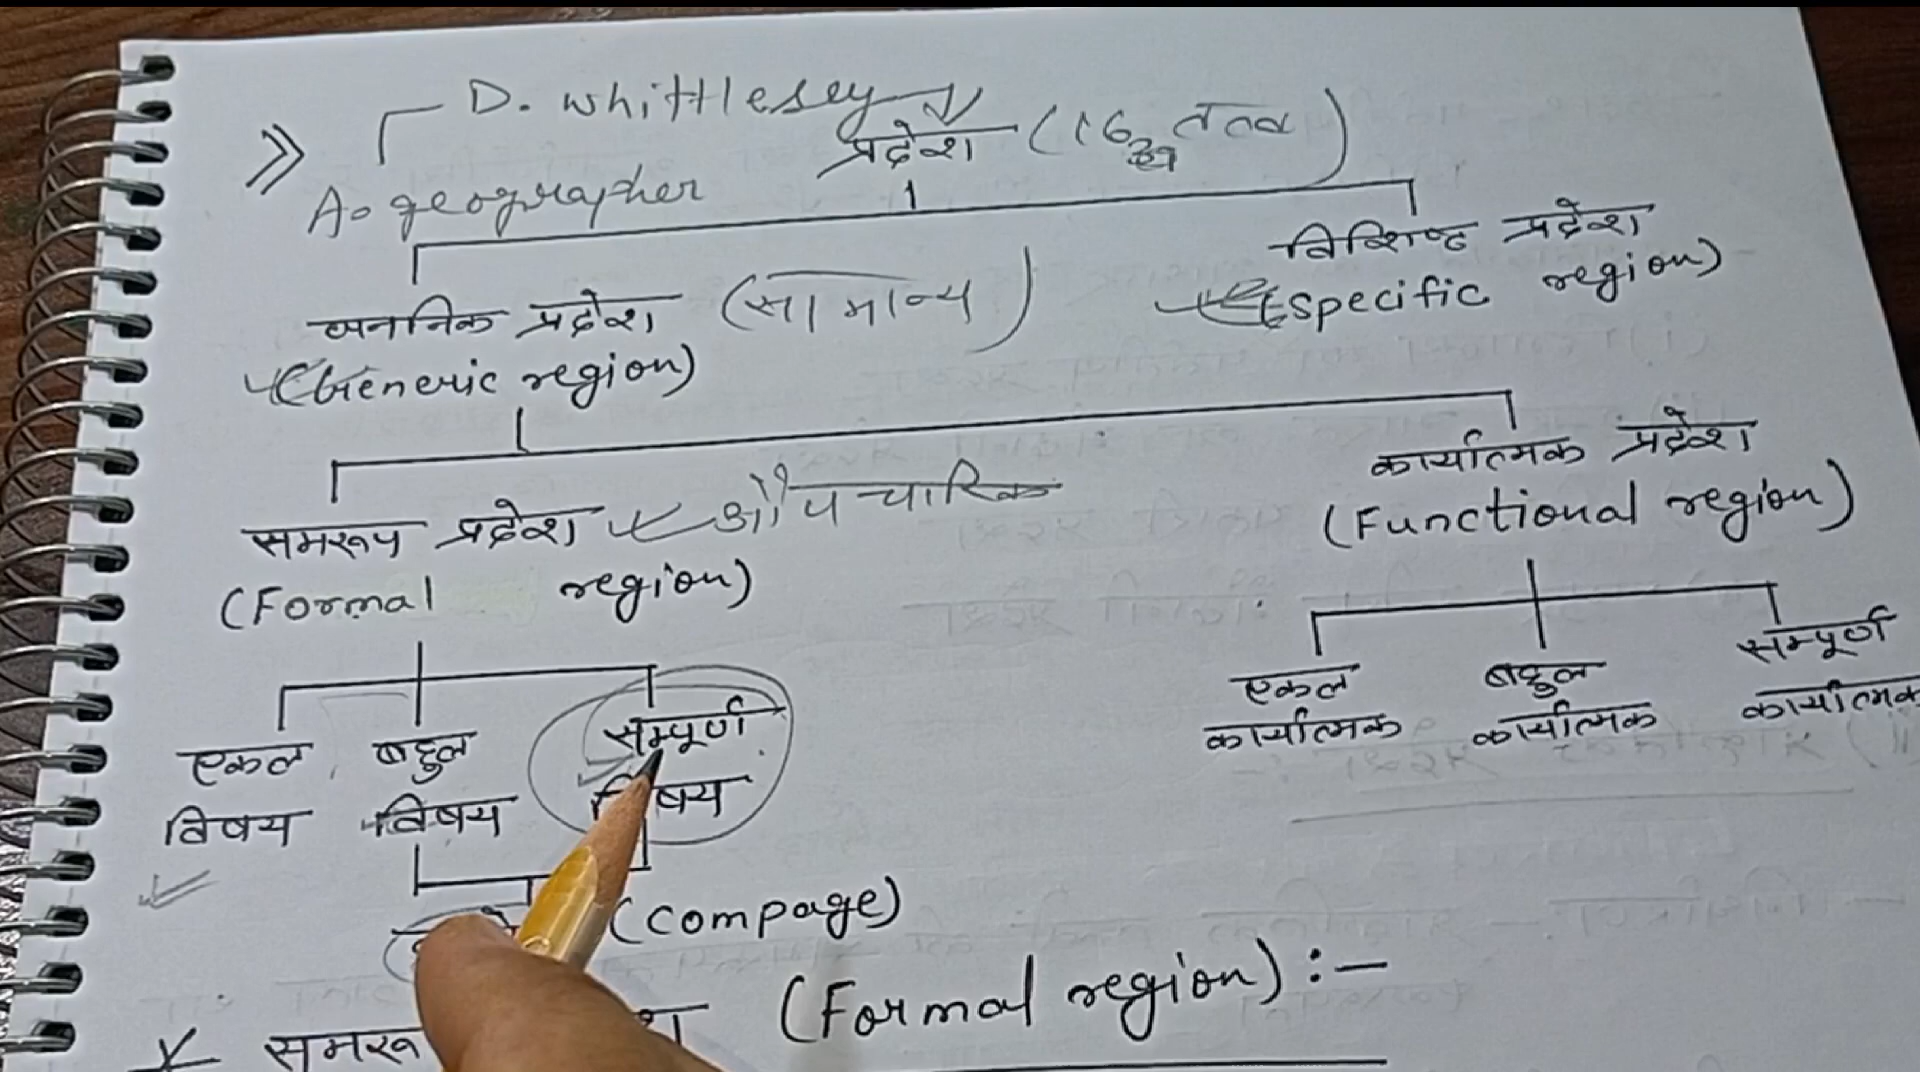 D. Whittlesey
A. geographer
प्रदेश (16 तत्व)
जननिक प्रदेश (सामान्य)
(Generic region)
विशिष्ट प्रदेश
(Specific region)
समरूप प्रदेश औपचारिक
(Formal region)
कार्यात्मक प्रदेश
(Functional region)
एकल विषय
बहुल विषय
सम्पूर्ण विषय
एकल कार्यात्मक
बहुल कार्यात्मक
सम्पूर्ण कार्यात्मक
(compage)
(Formal region) :-